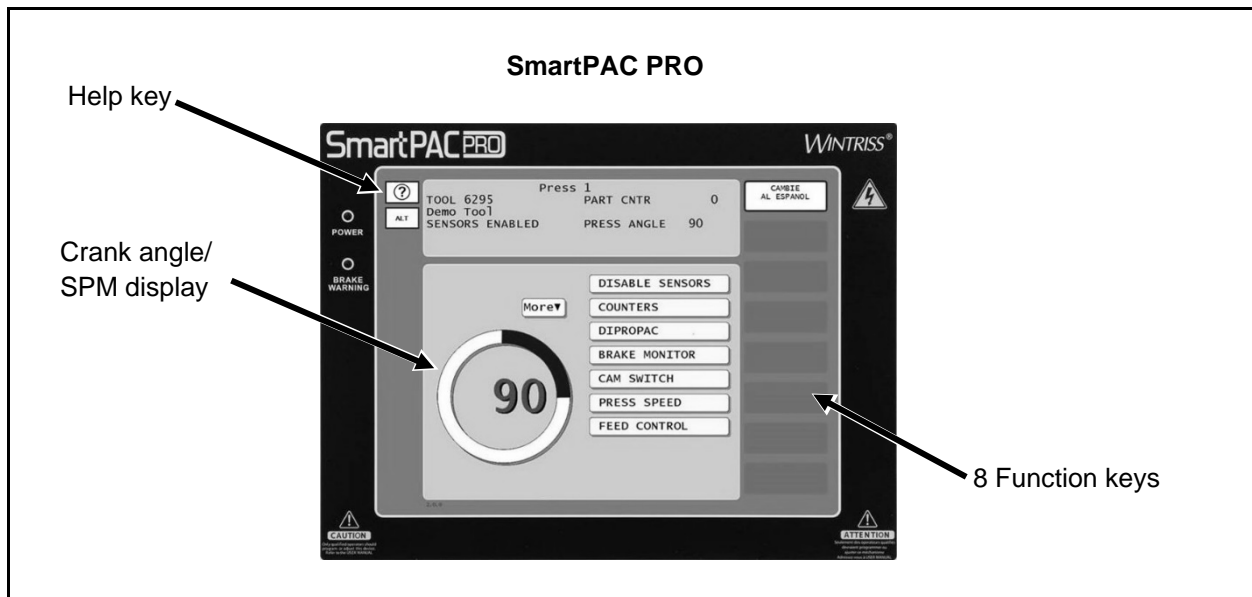 SmartPAC PRO
Help key
SmartPAC PRO
WINTRISS®
?
Press 1
TOOL 6295 PART CNTR 0
Demo Tool
SENSORS ENABLED PRESS ANGLE 90
CAMBIE
AL ESPANOL
ALT
POWER
Crank angle/
SPM display
BRAKE
WARNING
DISABLE SENSORS
More▼
COUNTERS
DIPROPAC
BRAKE MONITOR
CAM SWITCH
PRESS SPEED
FEED CONTROL
90
8 Function keys
CAUTION
ATTENTION